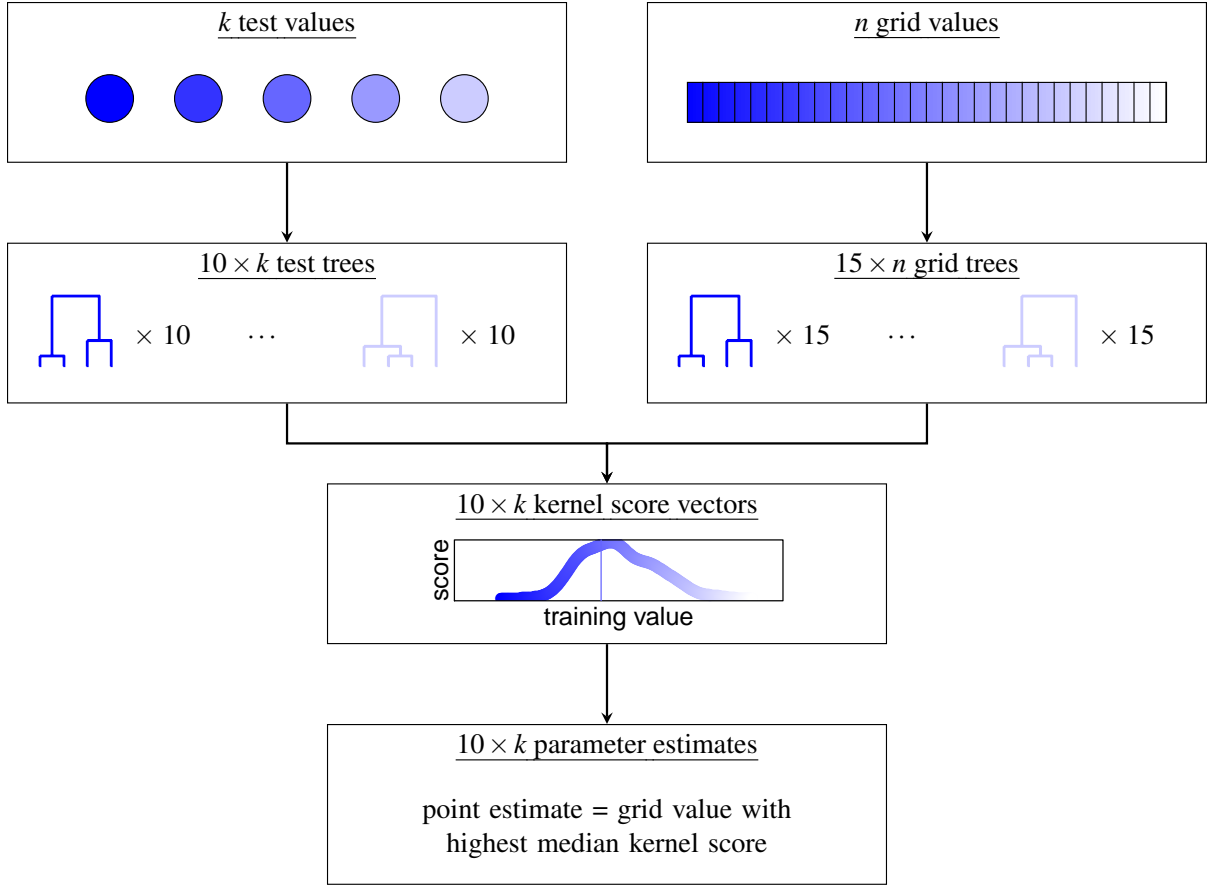 k test values
n grid values
10 × k test trees
× 10 ⋯ × 10
15 × n grid trees
× 15 ⋯ × 15
10 × k kernel score vectors
score
training value
10 × k parameter estimates
point estimate = grid value with
highest median kernel score